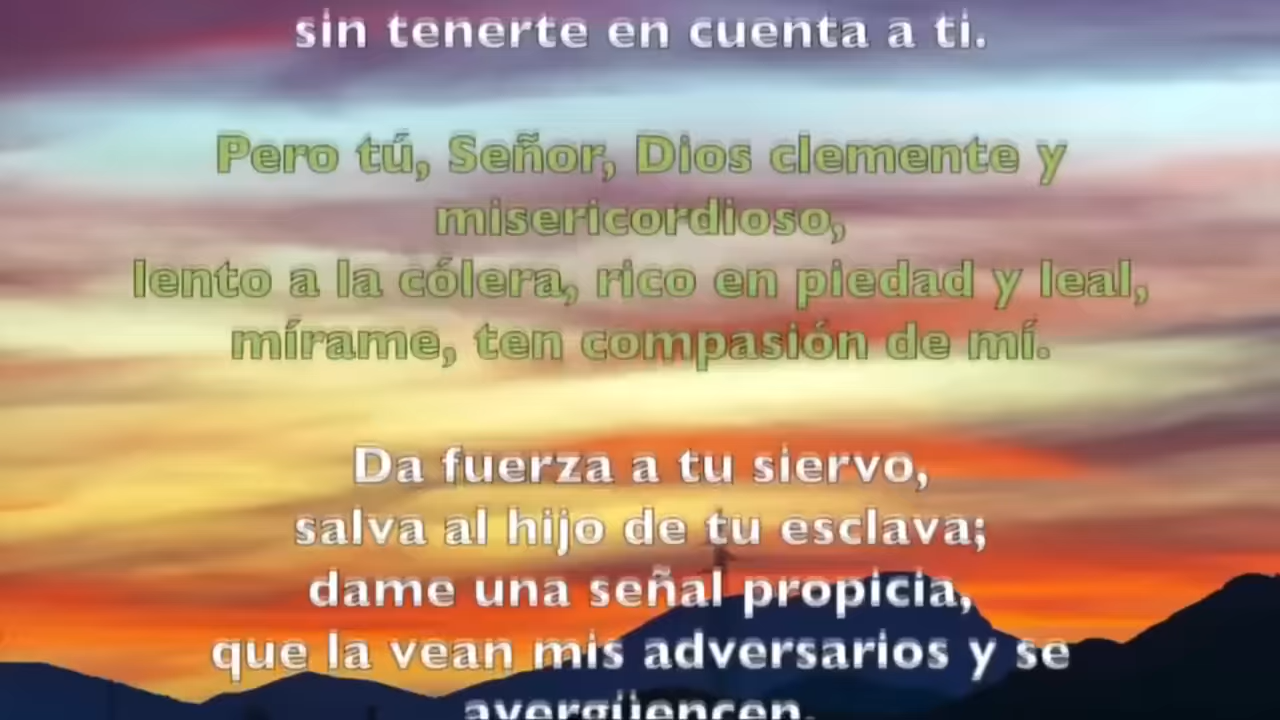 sin tenerte en cuenta a ti.
Pero tú, Señor, Dios clemente y
misericordioso,
lento a la cólera, rico en piedad y leal,
mírame, ten compasión de mí.
Da fuerza a tu siervo,
salva al hijo de tu esclava;
dame una señal propicia,
que la vean mis adversarios y se
avergüencen.